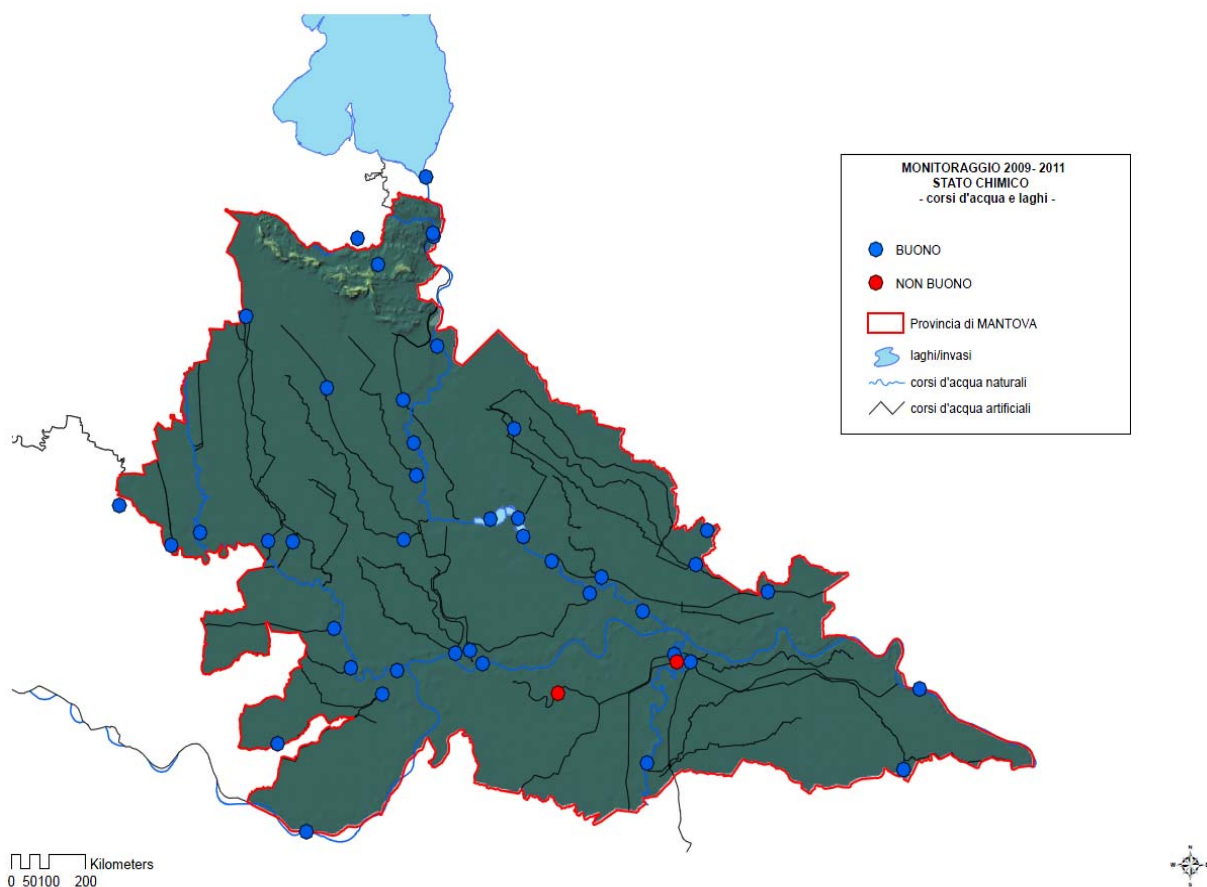 MONITORAGGIO 2009- 2011
STATO CHIMICO
- corsi d'acqua e laghi -
BUONO
NON BUONO
Provincia di MANTOVA
laghi/invasi
corsi d'acqua naturali
corsi d'acqua artificiali
Kilometers
0 50100 200